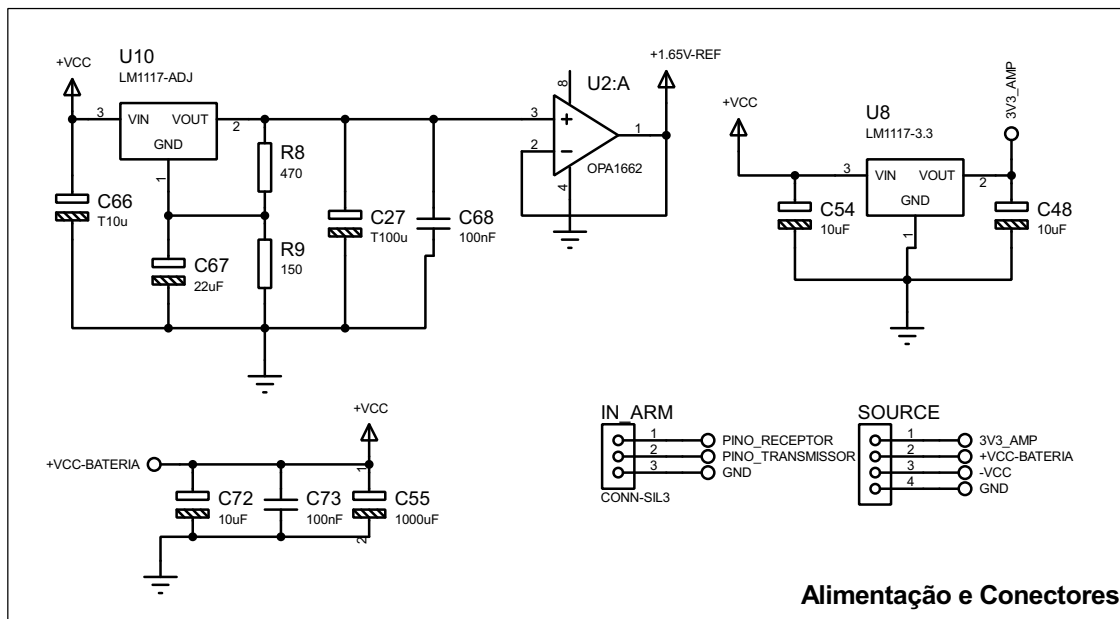 +VCC
U10
LM1117-ADJ
3
VIN
VOUT
2
GND
1
C66
T10u
C67
22uF
R8
470
R9
150
C27
T100u
C68
100nF
U2:A
8
3
2
1
4
OPA1662
+1.65V-REF
+VCC
U8
LM1117-3.3
3
VIN
VOUT
2
GND
1
3V3_AMP
C54
10uF
C48
10uF
+VCC
+VCC-BATERIA
C72
10uF
C73
100nF
1
C55
1000uF
2
IN_ARM
1 PINO_RECEPTOR
2 PINO_TRANSMISSOR
3 GND
CONN-SIL3
SOURCE
1 3V3_AMP
2 +VCC-BATERIA
3 -VCC
4 GND
Alimentação e Conectores